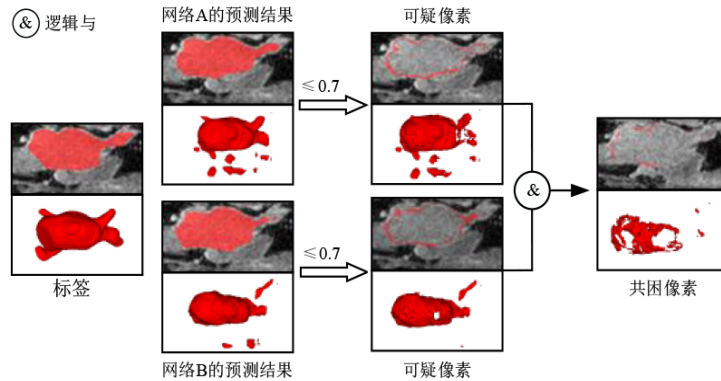 & 逻辑与
网络A的预测结果
可疑像素
≤0.7
&
标签
≤0.7
共困像素
网络B的预测结果
可疑像素